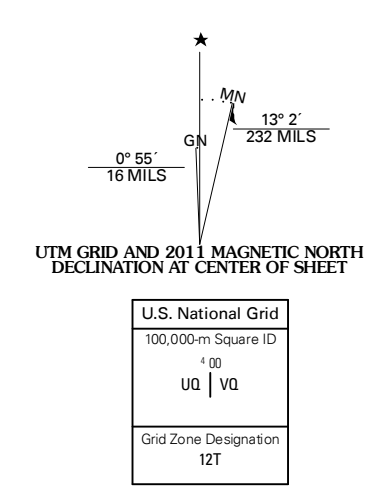 ★
MN
GN
13° 2´
232 MILS
0° 55´
16 MILS
UTM GRID AND 2011 MAGNETIC NORTH
DECLINATION AT CENTER OF SHEET
U.S. National Grid
100,000-m Square ID
4 00
UQ | VQ
Grid Zone Designation
12T